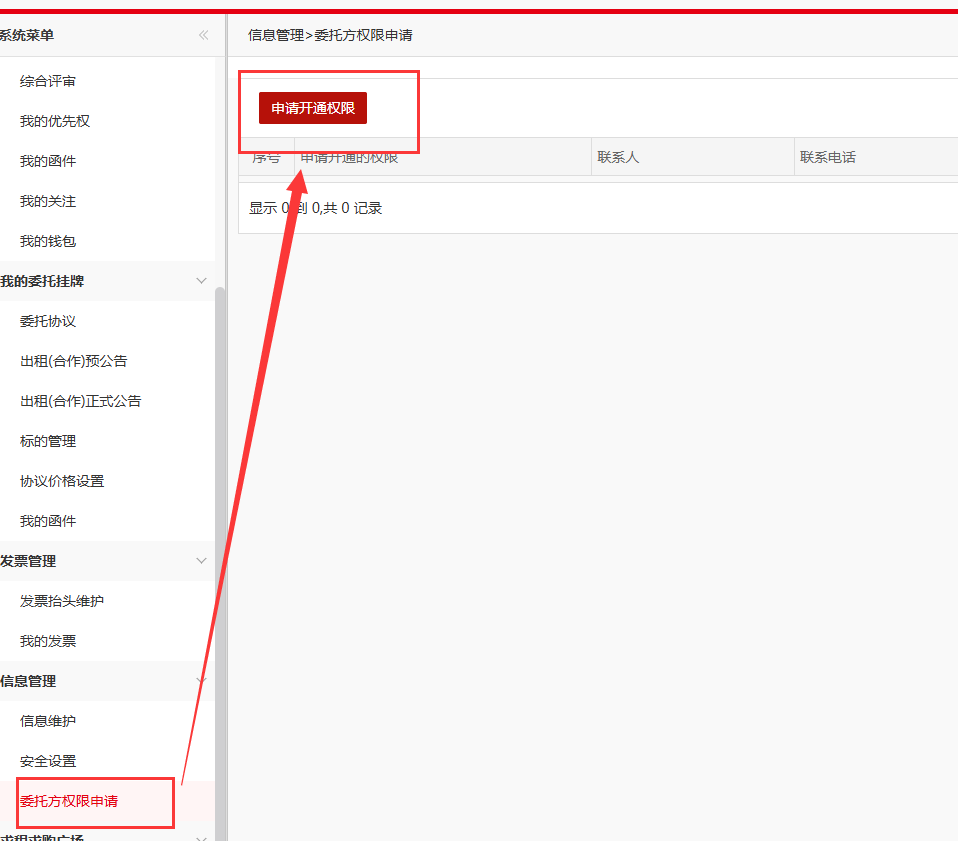 系统菜单
信息管理>委托方权限申请
综合评审
我的优先权
我的函件
我的关注
我的钱包
我的委托挂牌
委托协议
出租(合作)预公告
出租(合作)正式公告
标的管理
协议价格设置
我的函件
发票管理
发票抬头维护
我的发票
信息管理
信息维护
安全设置
委托方权限申请
求租求购广场
申请开通权限
序号 申请开通的权限 联系人 联系电话
显示 0 到 0,共 0 记录